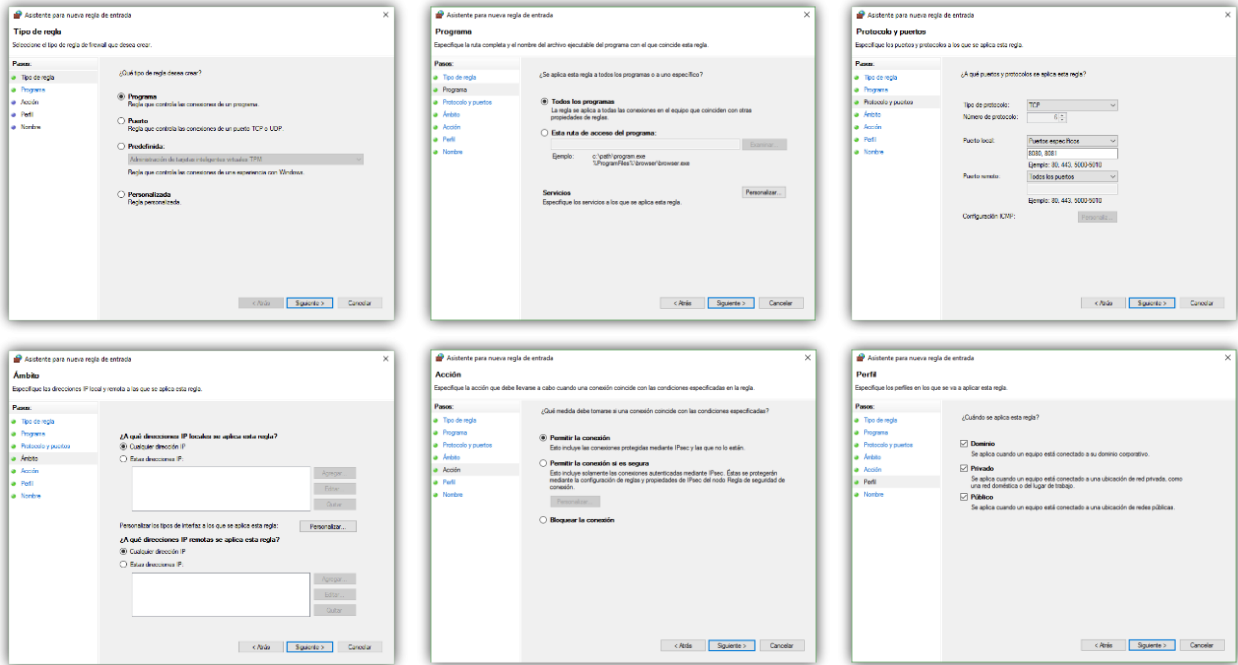 Asistente para nueva regla de entrada
Tipo de regla
Seleccione el tipo de regla de firewall que desea crear.
Pasos:
Tipo de regla
Programa
Acción
Perfil
Nombre
¿Qué tipo de regla desea crear?
Programa
Regla que controla las conexiones de un programa.
Puerto
Regla que controla las conexiones de un puerto TCP o UDP.
Predefinida:
Administración de tarjetas inteligentes virtuales TPM
Regla que controla las conexiones de una experiencia con Windows.
Personalizada
Regla personalizada.
< Atrás
Siguiente >
Cancelar
Asistente para nueva regla de entrada
Programa
Especifique la ruta completa y el nombre del archivo ejecutable del programa con el que coincide esta regla.
Pasos:
Tipo de regla
Programa
Protocolo y puertos
Ámbito
Acción
Perfil
Nombre
¿Se aplica esta regla a todos los programas o a uno específico?
Todos los programas
La regla se aplica a todas las conexiones en el equipo que coinciden con otras
propiedades de reglas.
Esta ruta de acceso del programa:
Examinar...
Ejemplo:
c:\path\program.exe
%ProgramFiles%\browser\browser.exe
Servicios
Especifique los servicios a los que se aplica esta regla.
Personalizar...
< Atrás
Siguiente >
Cancelar
Asistente para nueva regla de entrada
Protocolo y puertos
Especifique los puertos y protocolos a los que se aplica esta regla.
Pasos:
Tipo de regla
Programa
Protocolo y puertos
Ámbito
Acción
Perfil
Nombre
¿A qué puertos y protocolos se aplica esta regla?
Tipo de protocolo:
TCP
Número de protocolo:
6
Puerto local:
Puertos específicos
8080, 8081
Ejemplo: 80, 443, 5000-5010
Puerto remoto:
Todos los puertos
Ejemplo: 80, 443, 5000-5010
Configuración ICMP:
Personaliz...
< Atrás
Siguiente >
Cancelar
Asistente para nueva regla de entrada
Ámbito
Especifique las direcciones IP local y remota a las que se aplica esta regla.
Pasos:
Tipo de regla
Programa
Protocolo y puertos
Ámbito
Acción
Perfil
Nombre
¿A qué direcciones IP locales se aplica esta regla?
Cualquier dirección IP
Estas direcciones IP:
Agregar...
Editar...
Quitar
Personalizar los tipos de interfaz a los que se aplica esta regla:
Personalizar...
¿A qué direcciones IP remotas se aplica esta regla?
Cualquier dirección IP
Estas direcciones IP:
Agregar...
Editar...
Quitar
< Atrás
Siguiente >
Cancelar
Asistente para nueva regla de entrada
Acción
Especifique la acción que debe llevarse a cabo cuando una conexión coincide con las condiciones especificadas en la regla.
Pasos:
Tipo de regla
Programa
Protocolo y puertos
Ámbito
Acción
Perfil
Nombre
¿Qué medida debe tomarse si una conexión coincide con las condiciones especificadas?
Permitir la conexión
Esto incluye las conexiones protegidas mediante IPsec y las que no lo están.
Permitir la conexión si es segura
Esto incluye solamente las conexiones autenticadas mediante IPsec. Éstas se protegerán
mediante la configuración de reglas y propiedades de IPsec del nodo Regla de seguridad de
conexión.
Personalizar...
Bloquear la conexión
< Atrás
Siguiente >
Cancelar
Asistente para nueva regla de entrada
Perfil
Especifique los perfiles en los que se va a aplicar esta regla.
Pasos:
Tipo de regla
Programa
Protocolo y puertos
Ámbito
Acción
Perfil
Nombre
¿Cuándo se aplica esta regla?
Dominio
Se aplica cuando un equipo está conectado a su dominio corporativo.
Privado
Se aplica cuando un equipo está conectado a una ubicación de red privada, como
una red doméstica o del lugar de trabajo.
Público
Se aplica cuando un equipo está conectado a una ubicación de redes públicas.
< Atrás
Siguiente >
Cancelar